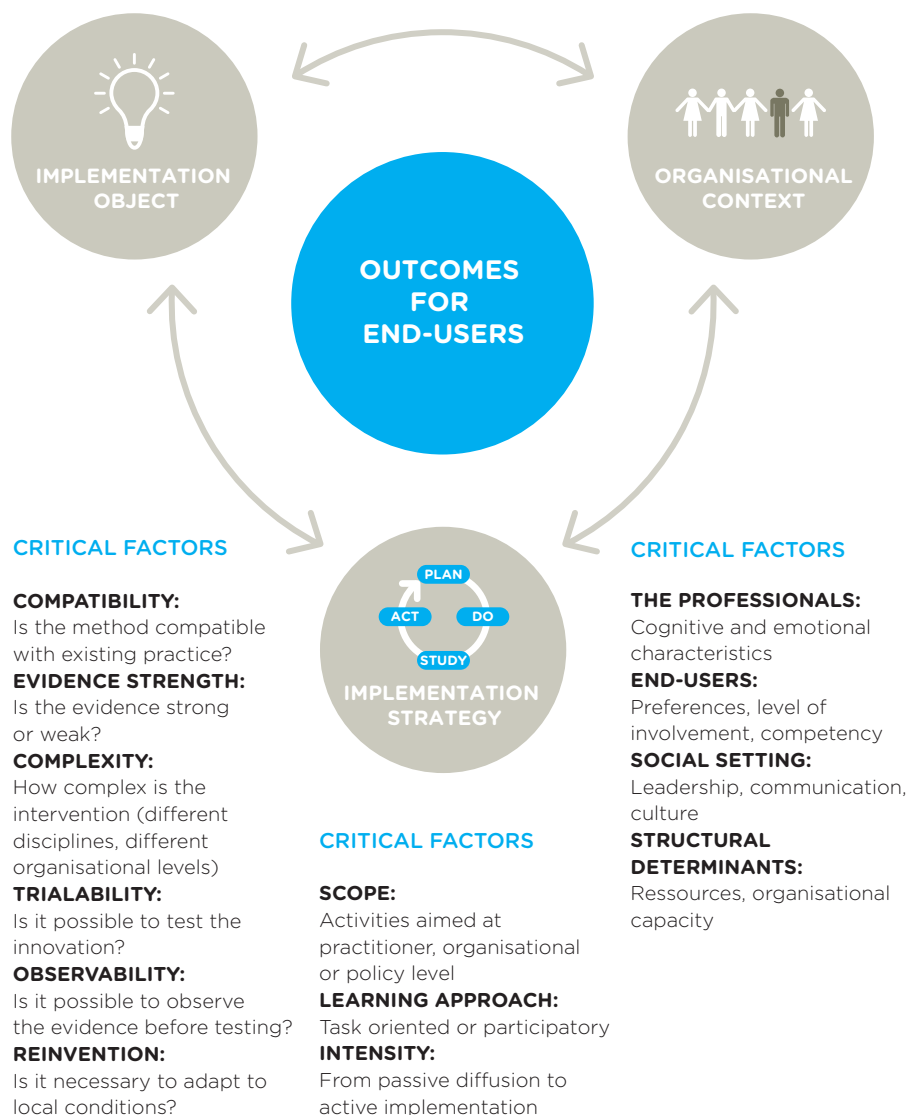 IMPLEMENTATION
OBJECT
ORGANISATIONAL
CONTEXT
OUTCOMES
FOR
END-USERS
PLAN
ACT
DO
STUDY
IMPLEMENTATION
STRATEGY
CRITICAL FACTORS
COMPATIBILITY:
Is the method compatible
with existing practice?
EVIDENCE STRENGTH:
Is the evidence strong
or weak?
COMPLEXITY:
How complex is the
intervention (different
disciplines, different
organisational levels)
TRIALABILITY:
Is it possible to test the
innovation?
OBSERVABILITY:
Is it possible to observe
the evidence before testing?
REINVENTION:
Is it necessary to adapt to
local conditions?
CRITICAL FACTORS
SCOPE:
Activities aimed at
practitioner, organisational
or policy level
LEARNING APPROACH:
Task oriented or participatory
INTENSITY:
From passive diffusion to
active implementation
CRITICAL FACTORS
THE PROFESSIONALS:
Cognitive and emotional
characteristics
END-USERS:
Preferences, level of
involvement, competency
SOCIAL SETTING:
Leadership, communication,
culture
STRUCTURAL
DETERMINANTS:
Ressources, organisational
capacity